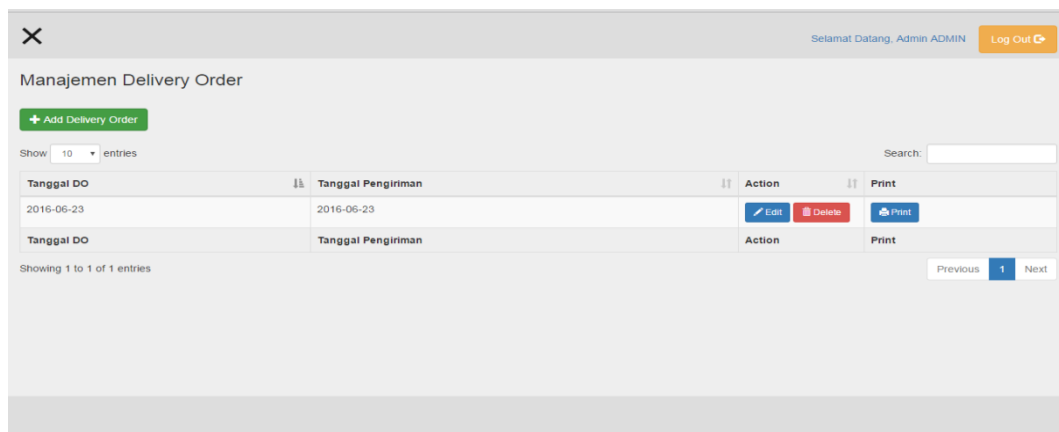 Selamat Datang, Admin ADMIN Log Out
Manajemen Delivery Order
Add Delivery Order
Show 10 entries Search:
Tanggal DO Tanggal Pengiriman Action Print
2016-06-23 2016-06-23 Edit Delete Print
Tanggal DO Tanggal Pengiriman Action Print
Showing 1 to 1 of 1 entries Previous 1 Next